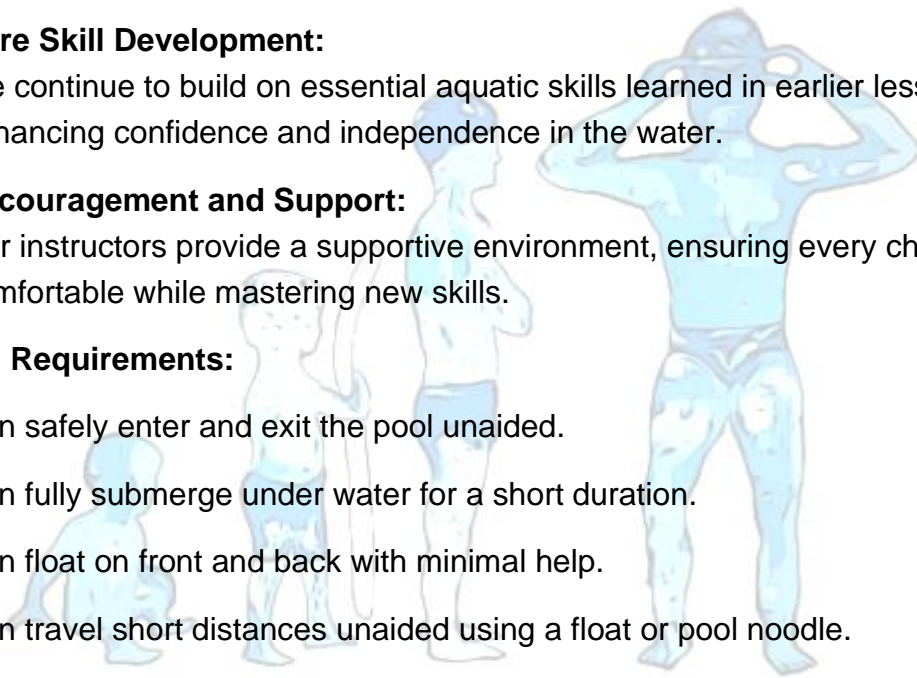 re Skill Development:
e continue to build on essential aquatic skills learned in earlier less
hancing confidence and independence in the water.
couragement and Support:
r instructors provide a supportive environment, ensuring every ch
mfortable while mastering new skills.
Requirements:
n safely enter and exit the pool unaided.
n fully submerge under water for a short duration.
n float on front and back with minimal help.
n travel short distances unaided using a float or pool noodle.